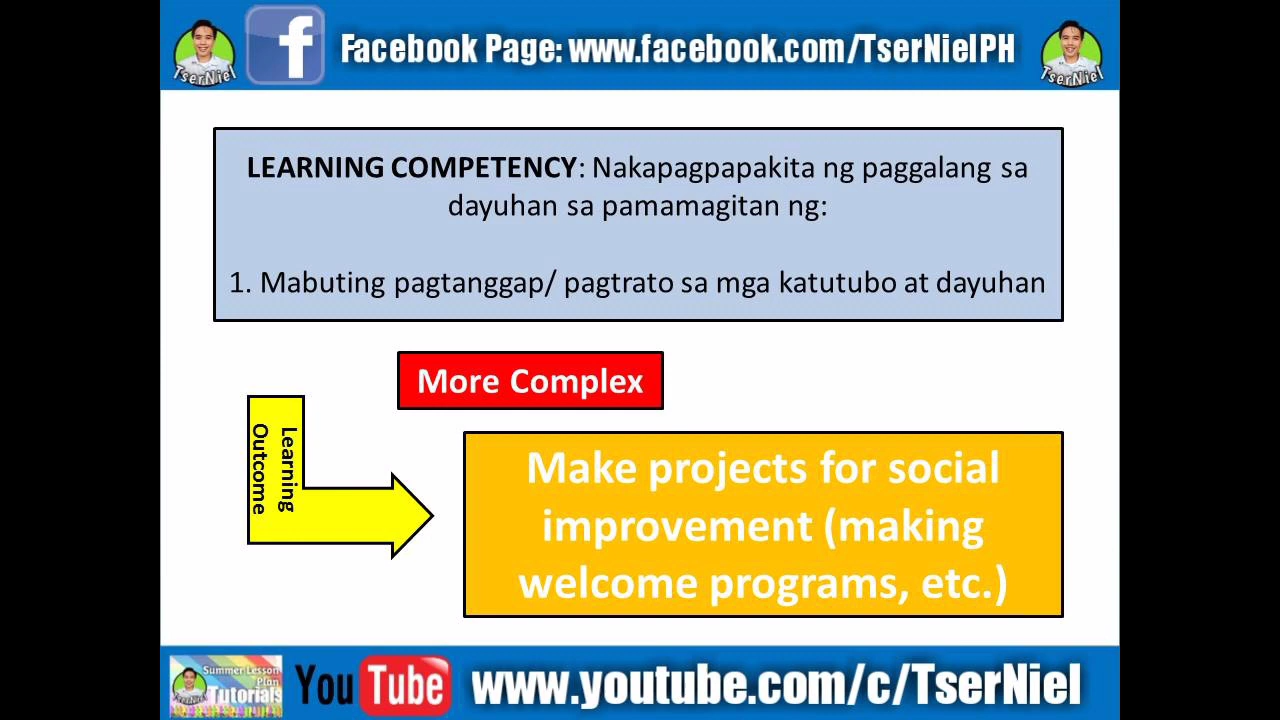 TserNiel
f
Facebook Page: www.facebook.com/TserNielPH
TserNiel
LEARNING COMPETENCY: Nakapagpapakita ng paggalang sa
dayuhan sa pamamagitan ng:
1. Mabuting pagtanggap/ pagtrato sa mga katutubo at dayuhan
More Complex
Learning
Outcome
Make projects for social
improvement (making
welcome programs, etc.)
Summer Lesson
Plan
Tutorials
TserNiel
YouTube
www.youtube.com/c/TserNiel